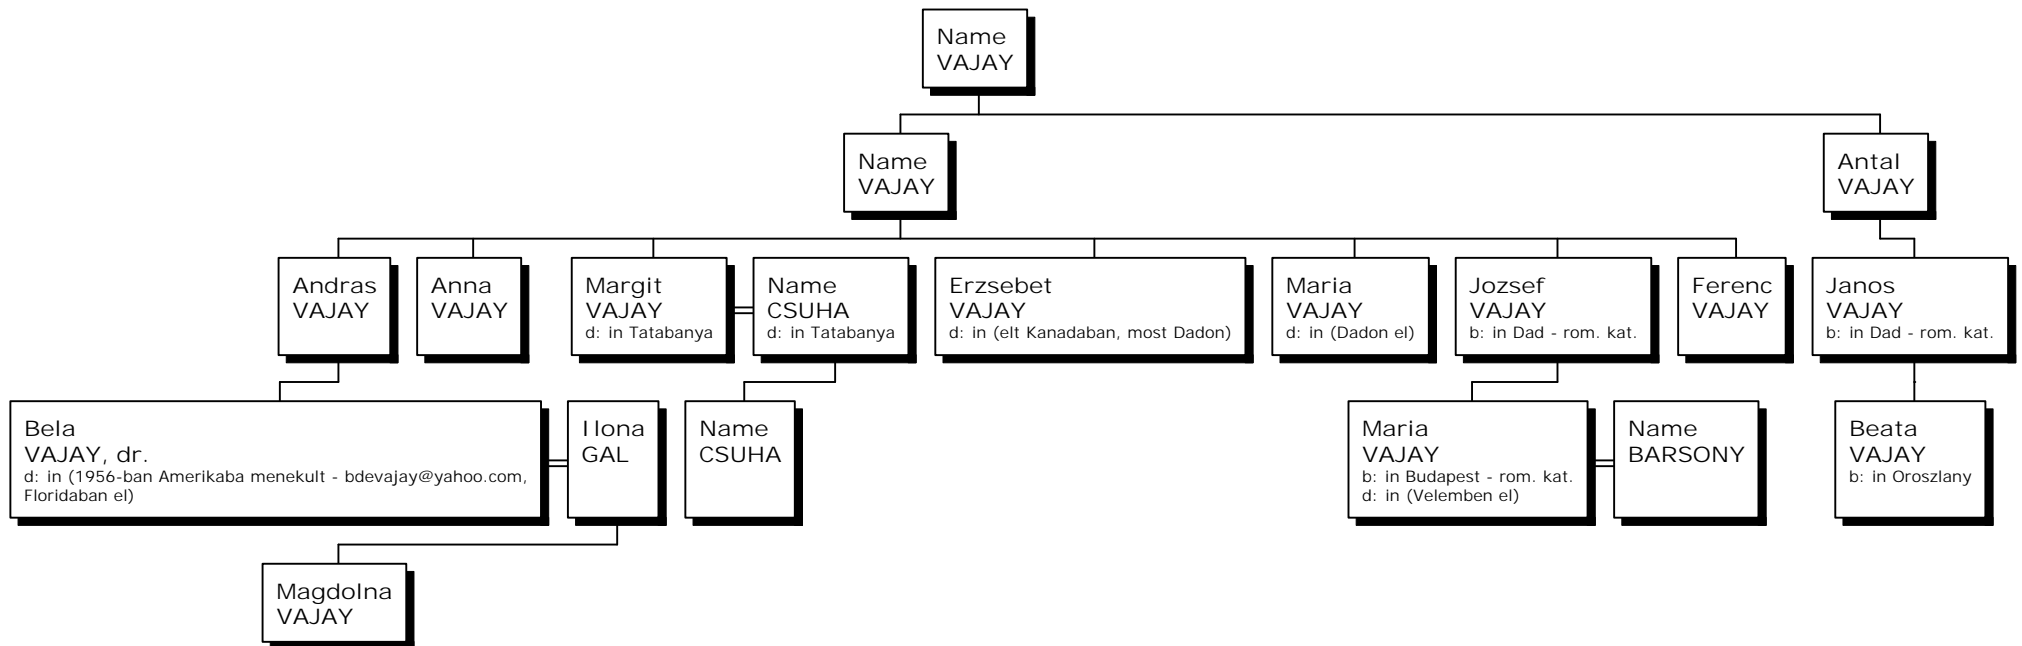 Name
VAJAY
Name
VAJAY
Antal
VAJAY
Andras
VAJAY
Anna
VAJAY
Margit
VAJAY
d: in Tatabanya
Name
CSUHA
d: in Tatabanya
Erzsebet
VAJAY
d: in (elt Kanadaban, most Dadon)
Maria
VAJAY
d: in (Dadon el)
Jozsef
VAJAY
b: in Dad - rom. kat.
Ferenc
VAJAY
Janos
VAJAY
b: in Dad - rom. kat.
Bela
VAJAY, dr.
d: in (1956-ban Amerikaba menekult - bdevajay@yahoo.com,
Floridaban el)
Ilona
GAL
Name
CSUHA
Maria
VAJAY
b: in Budapest - rom. kat.
d: in (Velemben el)
Name
BARSONY
Beata
VAJAY
b: in Oroszlany
Magdolna
VAJAY